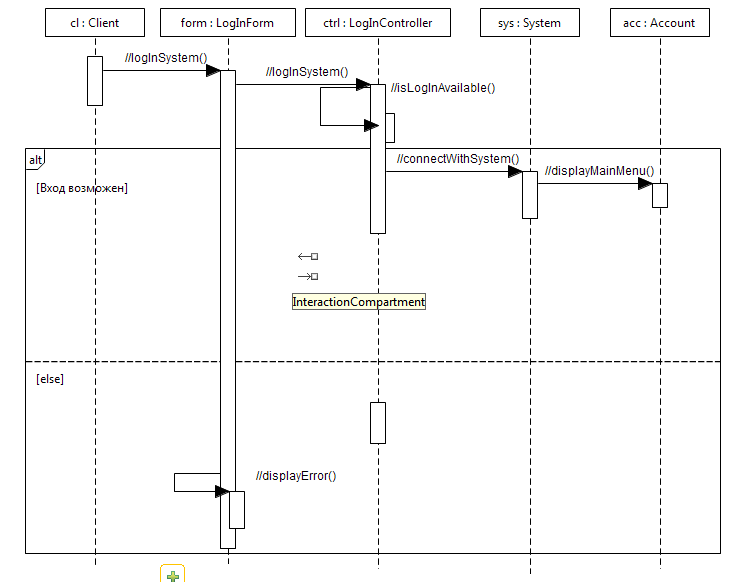 cl : Client
form : LogInForm
ctrl : LogInController
sys : System
acc : Account
//logInSystem()
//logInSystem()
//isLogInAvailable()
alt
//connectWithSystem()
//displayMainMenu()
[Вход возможен]
InteractionCompartment
[else]
//displayError()